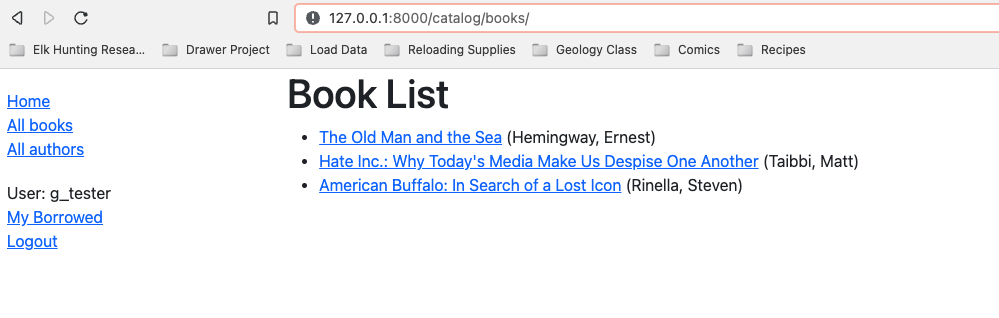 127.0.0.1:8000/catalog/books/
Elk Hunting Resea... Drawer Project Load Data Reloading Supplies Geology Class Comics Recipes
Home
All books
All authors
User: g_tester
My Borrowed
Logout
Book List
The Old Man and the Sea (Hemingway, Ernest)
Hate Inc.: Why Today's Media Make Us Despise One Another (Taibbi, Matt)
American Buffalo: In Search of a Lost Icon (Rinella, Steven)